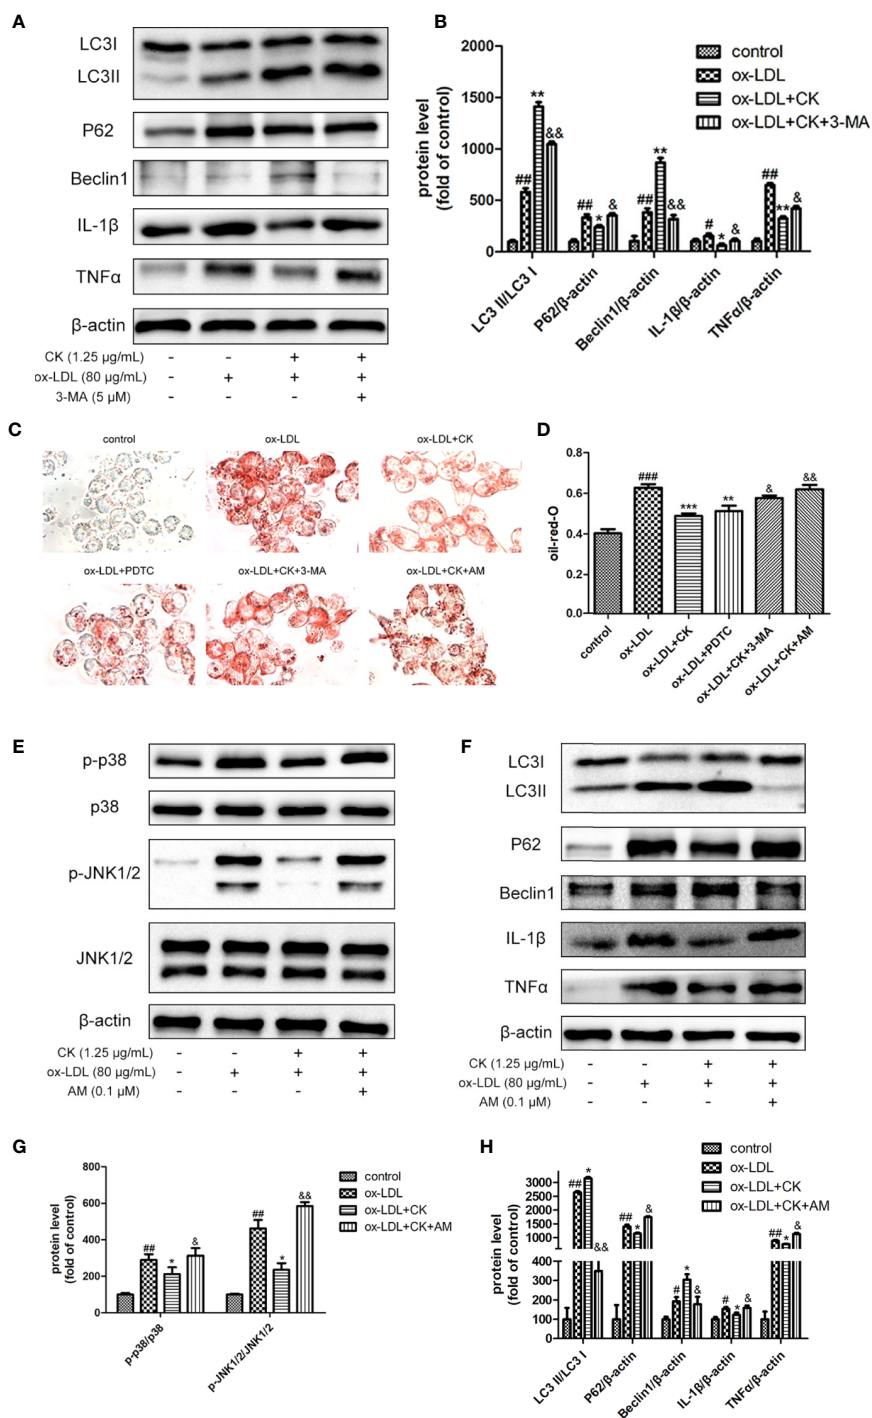 A
LC3I
LC3II
P62
Beclin1
IL-1β
TNFα
β-actin
CK (1.25 μg/mL) - - + +
ox-LDL (80 μg/mL) - + + +
3-MA (5 μM) - - - +
B
control
ox-LDL
ox-LDL+CK
ox-LDL+CK+3-MA
protein level
(fold of control)
2000
1500
1000
500
0
## ** &&
## * &
## ** &&
# * &
## ** &
LC3 II/LC3 I
P62/β-actin
Beclin1/β-actin
IL-1β/β-actin
TNFα/β-actin
C
control ox-LDL ox-LDL+CK
ox-LDL+PDTC ox-LDL+CK+3-MA ox-LDL+CK+AM
D
oil-red-O
0.8
0.6
0.4
0.2
0.0
### *** ** & &&
control
ox-LDL
ox-LDL+CK
ox-LDL+PDTC
ox-LDL+CK+3-MA
ox-LDL+CK+AM
E
p-p38
p38
p-JNK1/2
JNK1/2
β-actin
CK (1.25 μg/mL) - - + +
ox-LDL (80 μg/mL) - + + +
AM (0.1 μM) - - - +
F
LC3I
LC3II
P62
Beclin1
IL-1β
TNFα
β-actin
CK (1.25 μg/mL) - - + +
ox-LDL (80 μg/mL) - + + +
AM (0.1 μM) - - - +
G
control
ox-LDL
ox-LDL+CK
ox-LDL+CK+AM
protein level
(fold of control)
800
600
400
200
0
## * &
## * &&
p-p38/p38
p-JNK1/2/JNK1/2
H
control
ox-LDL
ox-LDL+CK
ox-LDL+CK+AM
protein level
(fold of control)
3000
2500
2000
1500
1000
500
400
300
200
100
0
## * &&
## * &
# * &
# * &
## * &
LC3 II/LC3 I
P62/β-actin
Beclin1/β-actin
IL-1β/β-actin
TNFα/β-actin